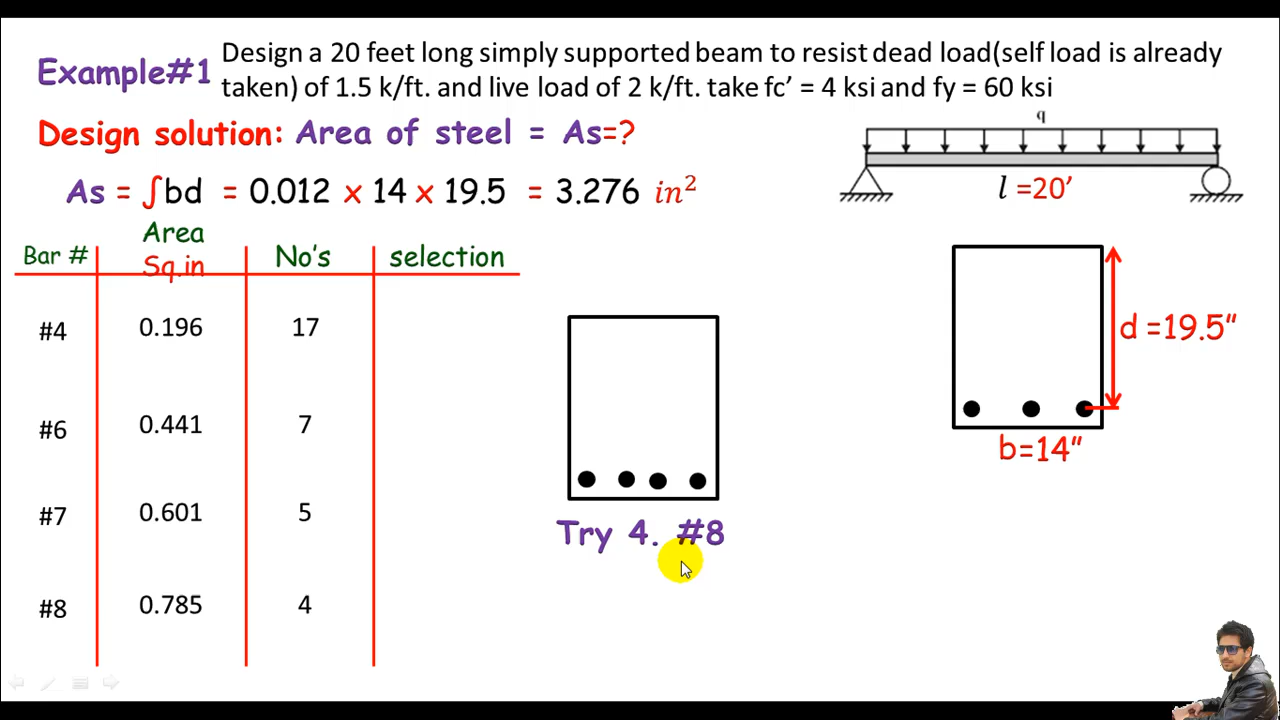 Example#1
Design a 20 feet long simply supported beam to resist dead load(self load is already
taken) of 1.5 k/ft. and live load of 2 k/ft. take fc’ = 4 ksi and fy = 60 ksi
Design solution: Area of steel = As=?
As = ∫bd = 0.012 x 14 x 19.5 = 3.276 in²
q
l =20’
Bar # Area Sq.in No’s selection
#4 0.196 17
#6 0.441 7
#7 0.601 5
#8 0.785 4
Try 4. #8
d =19.5”
b=14”